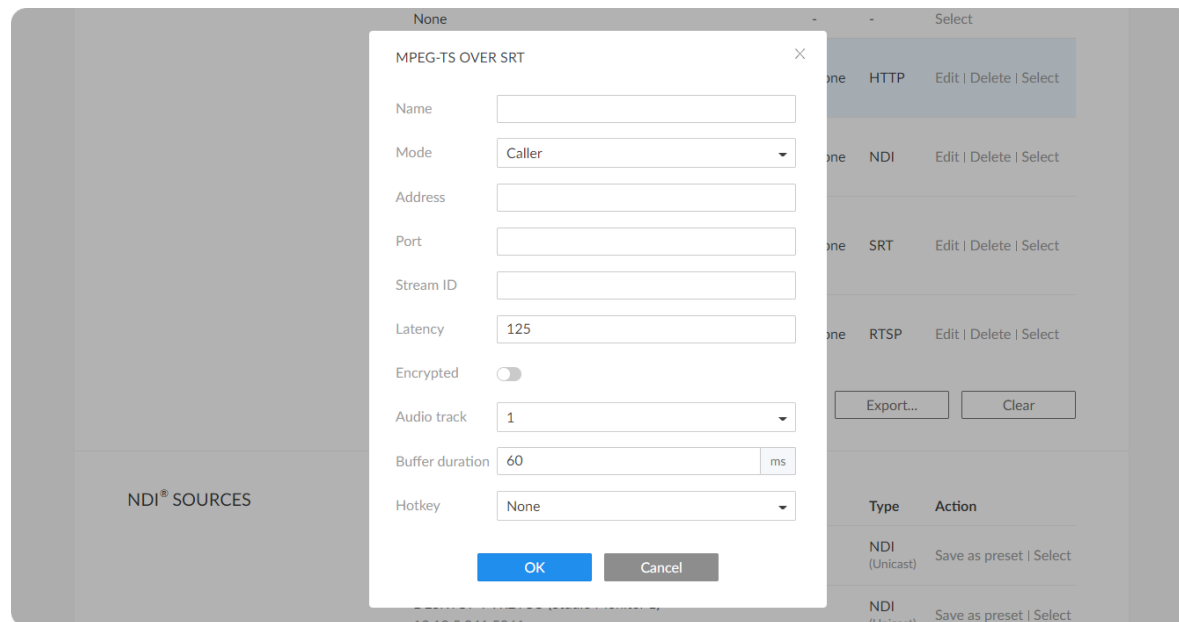 None - - Select
MPEG-TS OVER SRT
Name
one HTTP Edit | Delete | Select
Mode Caller
one NDI Edit | Delete | Select
Address
Port
one SRT Edit | Delete | Select
Stream ID
Latency 125
one RTSP Edit | Delete | Select
Encrypted
Audio track 1
Export... Clear
Buffer duration 60 ms
NDI® SOURCES
Hotkey None
Type Action
NDI
(Unicast)
Save as preset | Select
OK Cancel
NDI
Save as preset | Select